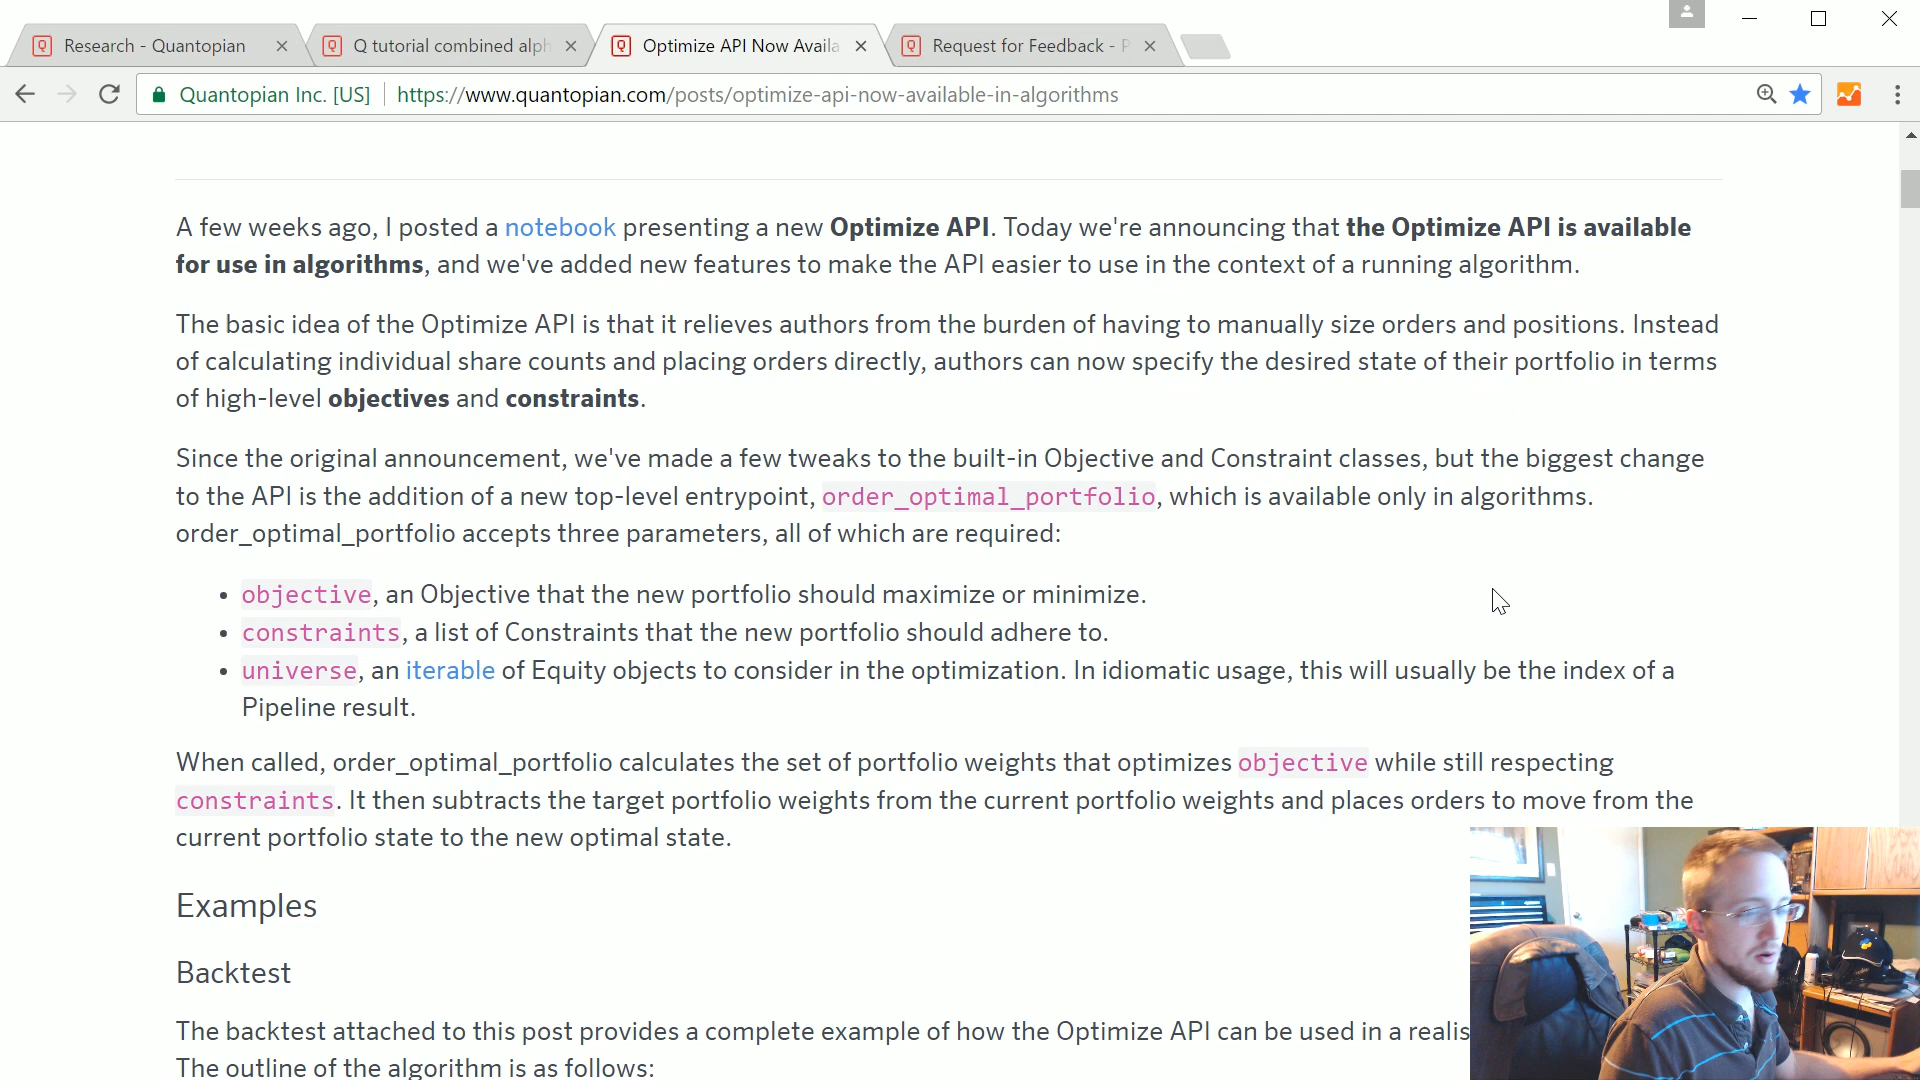 Research - Quantopian
Q tutorial combined alph
Optimize API Now Availa
Request for Feedback - P
Quantopian Inc. [US] https://www.quantopian.com/posts/optimize-api-now-available-in-algorithms
A few weeks ago, I posted a notebook presenting a new Optimize API. Today we're announcing that the Optimize API is available
for use in algorithms, and we've added new features to make the API easier to use in the context of a running algorithm.
The basic idea of the Optimize API is that it relieves authors from the burden of having to manually size orders and positions. Instead
of calculating individual share counts and placing orders directly, authors can now specify the desired state of their portfolio in terms
of high-level objectives and constraints.
Since the original announcement, we've made a few tweaks to the built-in Objective and Constraint classes, but the biggest change
to the API is the addition of a new top-level entrypoint, order_optimal_portfolio, which is available only in algorithms.
order_optimal_portfolio accepts three parameters, all of which are required:
• objective, an Objective that the new portfolio should maximize or minimize.
• constraints, a list of Constraints that the new portfolio should adhere to.
• universe, an iterable of Equity objects to consider in the optimization. In idiomatic usage, this will usually be the index of a
Pipeline result.
When called, order_optimal_portfolio calculates the set of portfolio weights that optimizes objective while still respecting
constraints. It then subtracts the target portfolio weights from the current portfolio weights and places orders to move from the
current portfolio state to the new optimal state.
Examples
Backtest
The backtest attached to this post provides a complete example of how the Optimize API can be used in a realis
The outline of the algorithm is as follows: